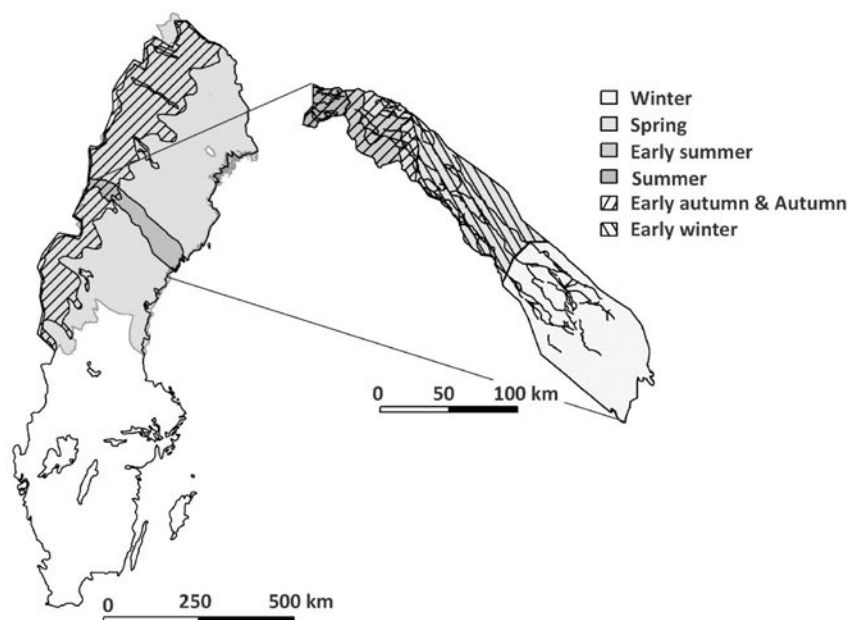 Winter
Spring
Early summer
Summer
Early autumn & Autumn
Early winter
0 50 100 km
0 250 500 km